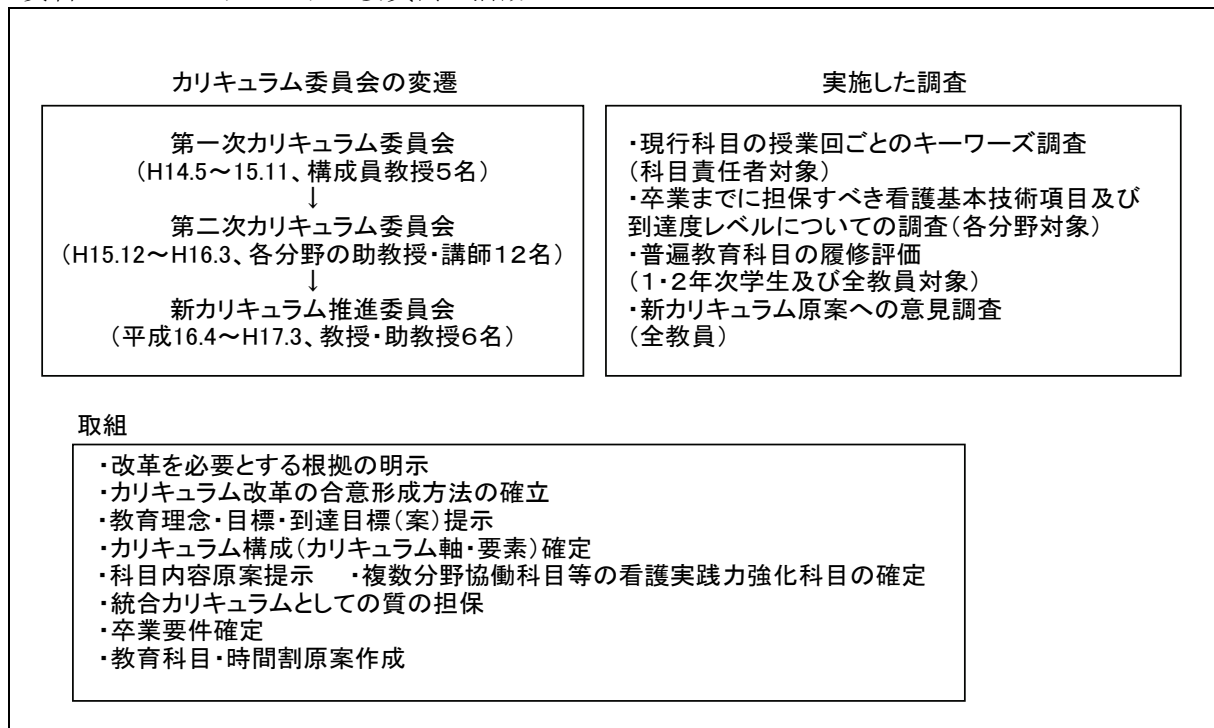 カリキュラム委員会の変遷
第一次カリキュラム委員会
(H14.5～15.11、構成員教授5名)
↓
第二次カリキュラム委員会
(H15.12～H16.3、各分野の助教授・講師12名)
↓
新カリキュラム推進委員会
(平成16.4～H17.3、教授・助教授6名)
実施した調査
・現行科目の授業回ごとのキーワーズ調査
(科目責任者対象)
・卒業までに担保すべき看護基本技術項目及び
到達度レベルについての調査(各分野対象)
・普遍教育科目の履修評価
(1・2年次学生及び全教員対象)
・新カリキュラム原案への意見調査
(全教員)
取組
・改革を必要とする根拠の明示
・カリキュラム改革の合意形成方法の確立
・教育理念・目標・到達目標(案)提示
・カリキュラム構成(カリキュラム軸・要素)確定
・科目内容原案提示　・複数分野協働科目等の看護実践力強化科目の確定
・統合カリキュラムとしての質の担保
・卒業要件確定
・教育科目・時間割原案作成